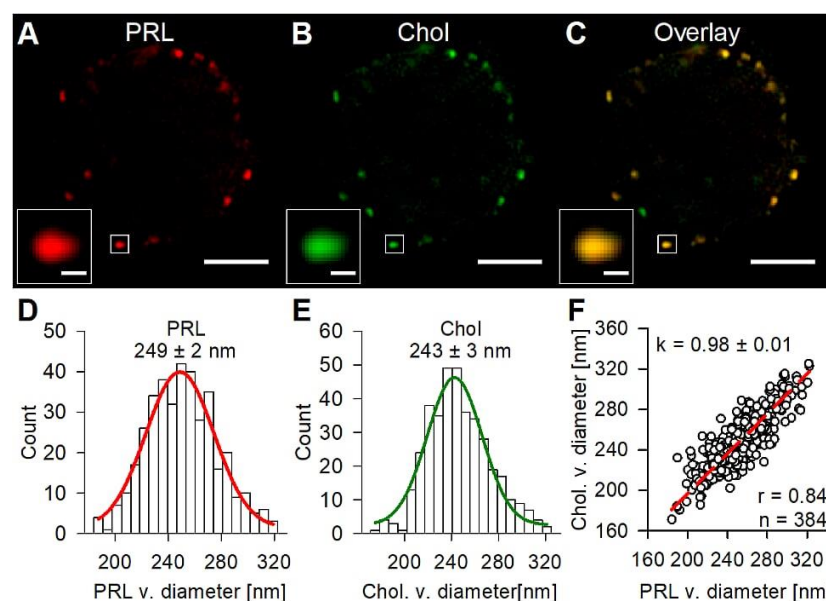 A PRL
B Chol
C Overlay
D
PRL
249 ± 2 nm
50
40
30
20
10
0
Count
200 240 280 320
PRL v. diameter [nm]
E
Chol
243 ± 3 nm
60
50
40
30
20
10
0
Count
200 240 280 320
Chol. v. diameter[nm]
F
360
320
280
240
200
160
Chol. v. diameter [nm]
k = 0.98 ± 0.01
r = 0.84
n = 384
160 200 240 280 320
PRL v. diameter [nm]